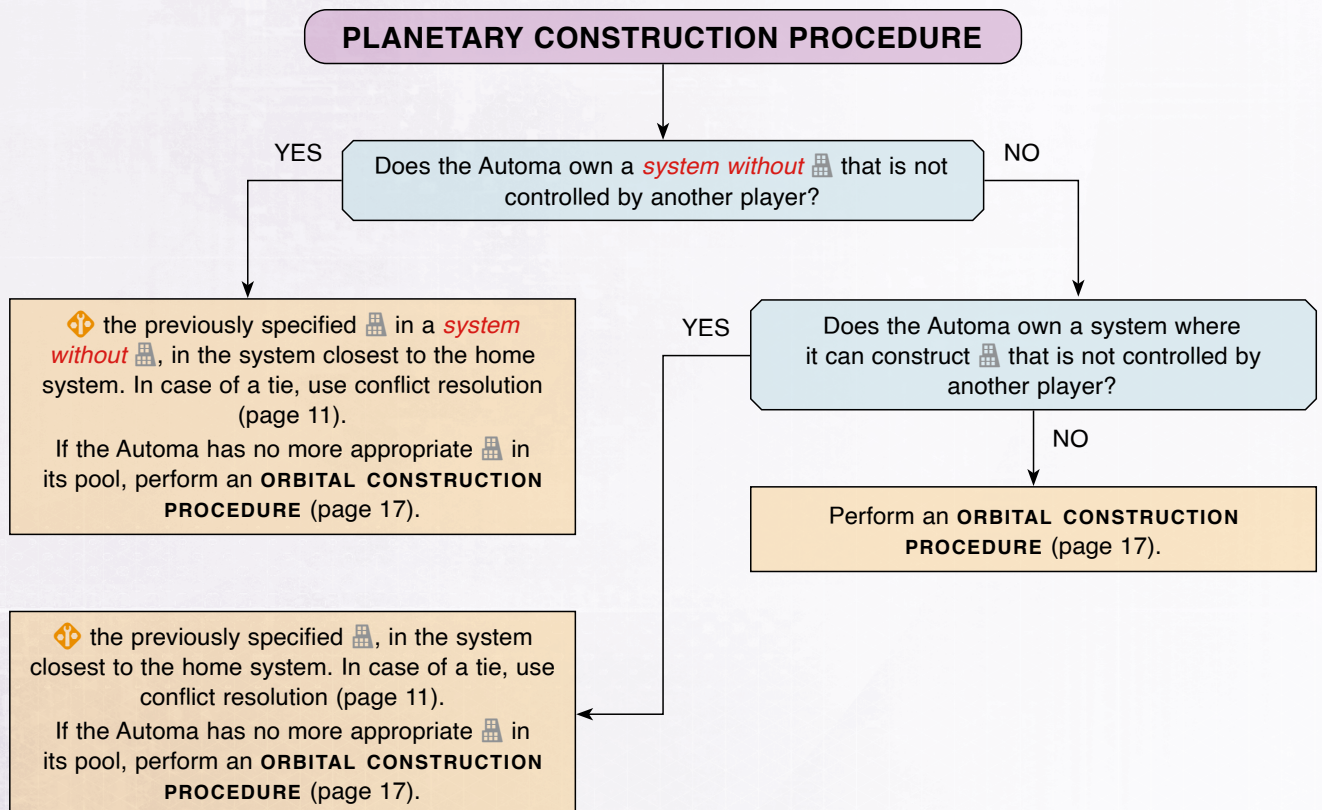 PLANETARY CONSTRUCTION PROCEDURE
YES
Does the Automa own a system without that is not
controlled by another player?
NO
the previously specified in a system
without , in the system closest to the home
system. In case of a tie, use conflict resolution
(page 11).
If the Automa has no more appropriate in
its pool, perform an ORBITAL CONSTRUCTION
PROCEDURE (page 17).
YES
Does the Automa own a system where
it can construct that is not controlled by
another player?
NO
Perform an ORBITAL CONSTRUCTION
PROCEDURE (page 17).
the previously specified , in the system
closest to the home system. In case of a tie, use
conflict resolution (page 11).
If the Automa has no more appropriate in
its pool, perform an ORBITAL CONSTRUCTION
PROCEDURE (page 17).